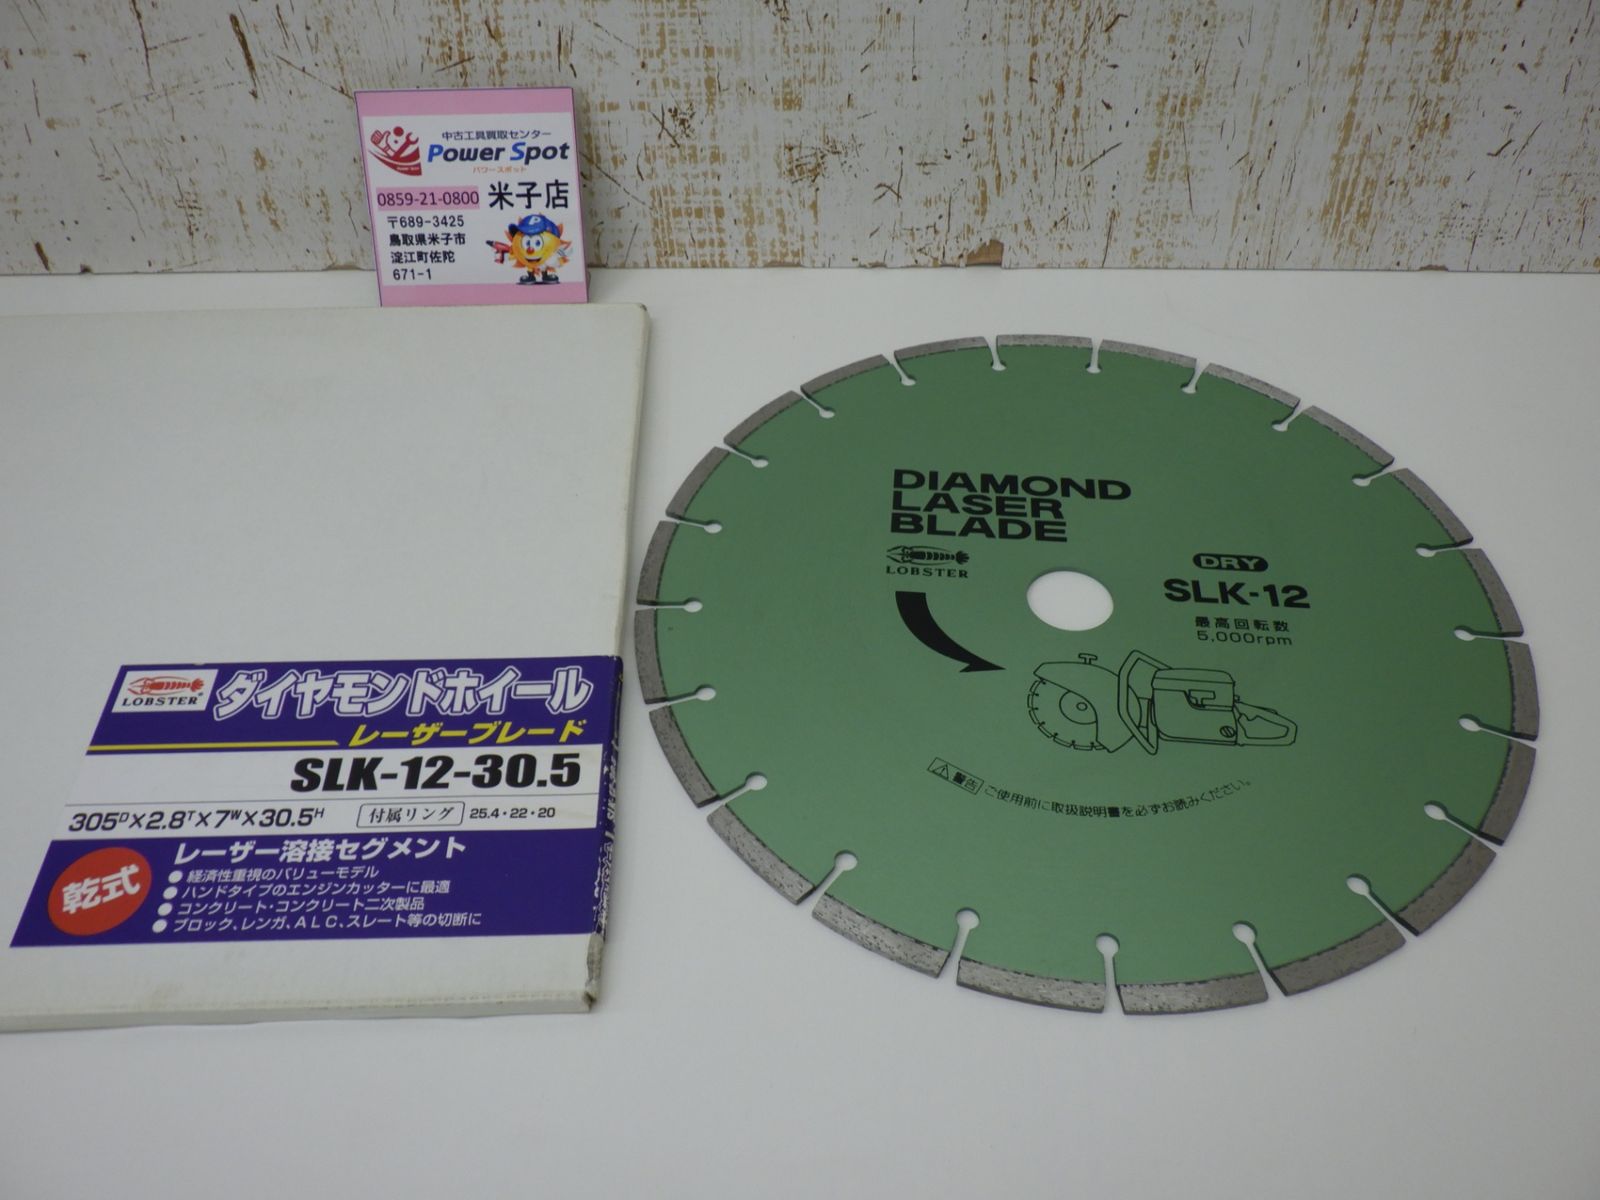 中古工具買取センター
Power Spot
パワースポット
0859-21-0800 米子店
〒689-3425
鳥取県米子市
淀江町佐陀
671-1
LOBSTER®
ダイヤモンドホイール
レーザーブレード
SLK-12-30.5
305ᴰ×2.8ᵀ×7ᵂ×30.5ᴴ 付属リング 25.4・22・20
乾式
レーザー溶接セグメント
●経済性重視のバリューモデル
●ハンドタイプのエンジンカッターに最適
●コンクリート・コンクリート二次製品
●ブロック、レンガ、ALC、スレート等の切断に
DIAMOND
LASER
BLADE
LOBSTER
DRY
SLK-12
最高回転数
5,000rpm
⚠警告 ご使用前に取扱説明書を必ずお読みください。